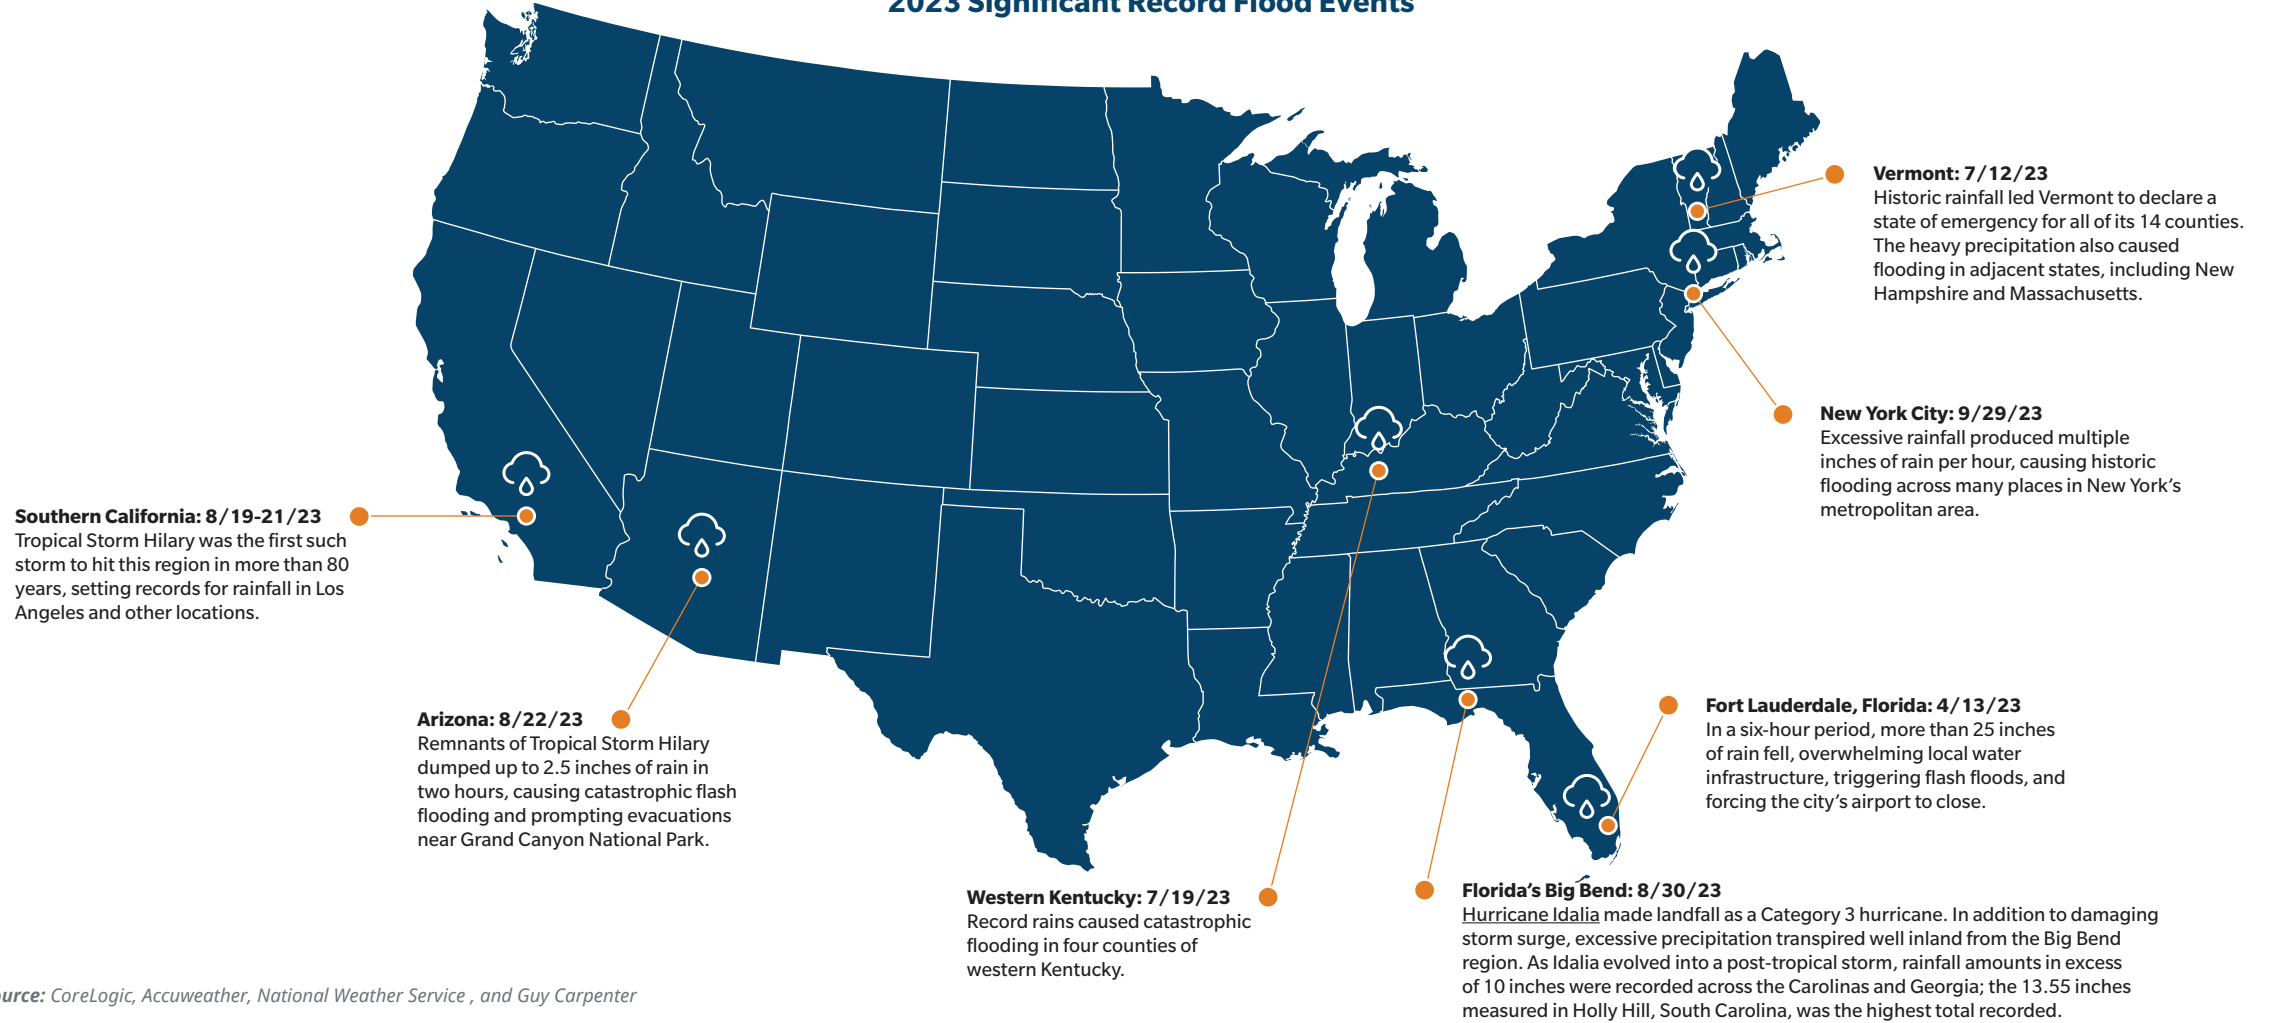 2023 Significant Record Flood Events
Vermont: 7/12/23
Historic rainfall led Vermont to declare a
state of emergency for all of its 14 counties.
The heavy precipitation also caused
flooding in adjacent states, including New
Hampshire and Massachusetts.
New York City: 9/29/23
Excessive rainfall produced multiple
inches of rain per hour, causing historic
flooding across many places in New York’s
metropolitan area.
Southern California: 8/19-21/23
Tropical Storm Hilary was the first such
storm to hit this region in more than 80
years, setting records for rainfall in Los
Angeles and other locations.
Arizona: 8/22/23
Remnants of Tropical Storm Hilary
dumped up to 2.5 inches of rain in
two hours, causing catastrophic flash
flooding and prompting evacuations
near Grand Canyon National Park.
Fort Lauderdale, Florida: 4/13/23
In a six-hour period, more than 25 inches
of rain fell, overwhelming local water
infrastructure, triggering flash floods, and
forcing the city’s airport to close.
Western Kentucky: 7/19/23
Record rains caused catastrophic
flooding in four counties of
western Kentucky.
Florida’s Big Bend: 8/30/23
Hurricane Idalia made landfall as a Category 3 hurricane. In addition to damaging
storm surge, excessive precipitation transpired well inland from the Big Bend
region. As Idalia evolved into a post-tropical storm, rainfall amounts in excess
of 10 inches were recorded across the Carolinas and Georgia; the 13.55 inches
measured in Holly Hill, South Carolina, was the highest total recorded.
urce: CoreLogic, Accuweather, National Weather Service , and Guy Carpenter